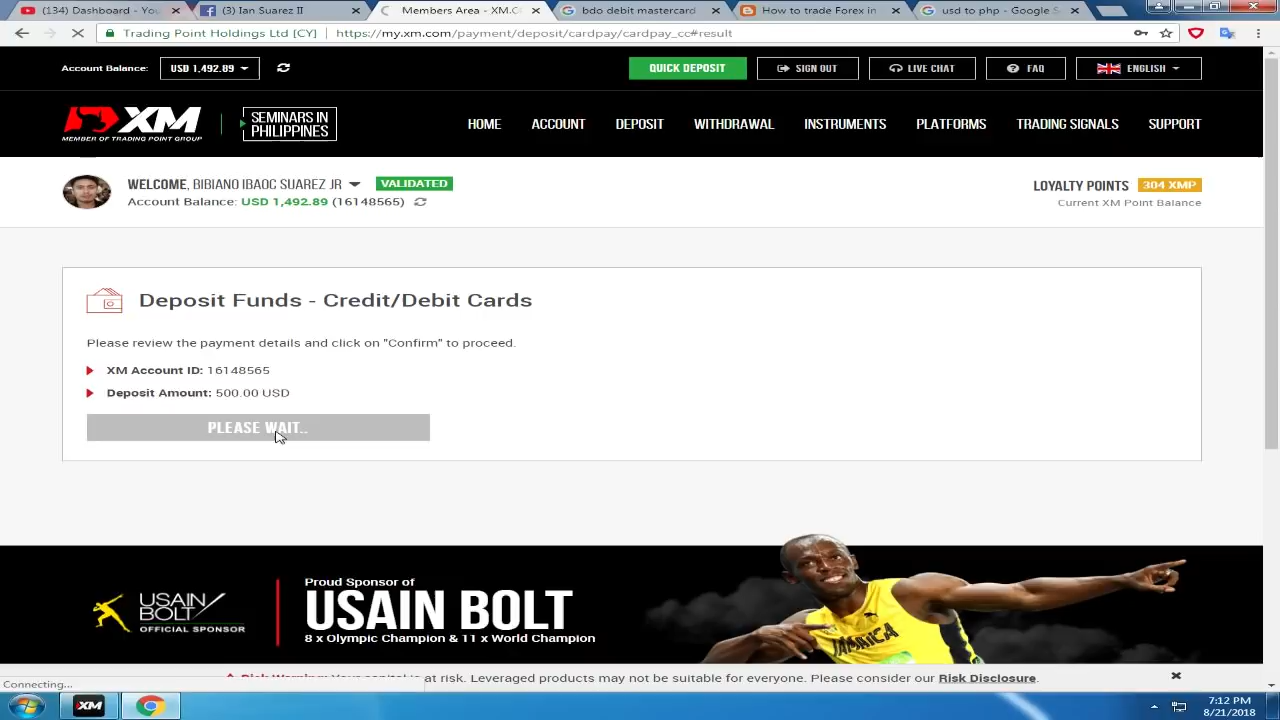 (134) Dashboard - You
(3) Ian Suarez II
Members Area - XM.C
bdo debit mastercard
How to trade Forex in
usd to php - Google S
Trading Point Holdings Ltd [CY]
https://my.xm.com/payment/deposit/cardpay/cardpay_cc#result
Account Balance:
USD 1,492.89
QUICK DEPOSIT
SIGN OUT
LIVE CHAT
FAQ
ENGLISH
XM
MEMBER OF TRADING POINT GROUP
SEMINARS IN
PHILIPPINES
HOME
ACCOUNT
DEPOSIT
WITHDRAWAL
INSTRUMENTS
PLATFORMS
TRADING SIGNALS
SUPPORT
WELCOME, BIBIANO IBAOC SUAREZ JR
VALIDATED
Account Balance: USD 1,492.89 (16148565)
LOYALTY POINTS 304 XMP
Current XM Point Balance
Deposit Funds - Credit/Debit Cards
Please review the payment details and click on "Confirm" to proceed.
XM Account ID: 16148565
Deposit Amount: 500.00 USD
PLEASE WAIT..
USAIN
BOLT
OFFICIAL SPONSOR
Proud Sponsor of
USAIN BOLT
8 x Olympic Champion & 11 x World Champion
JAMAICA
Risk Warning: Your capital is at risk. Leveraged products may not be suitable for everyone. Please consider our Risk Disclosure.
Connecting...
XM
7:12 PM
8/21/2018